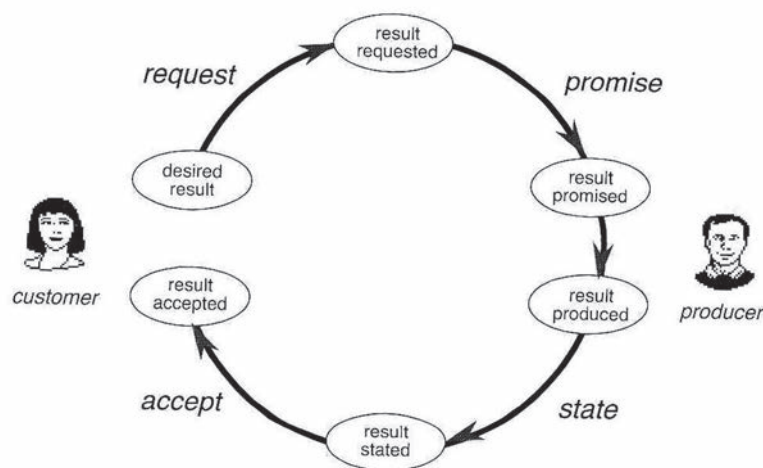 result
requested
request
promise
desired
result
result
promised
customer
result
accepted
result
produced
producer
accept
state
result
stated